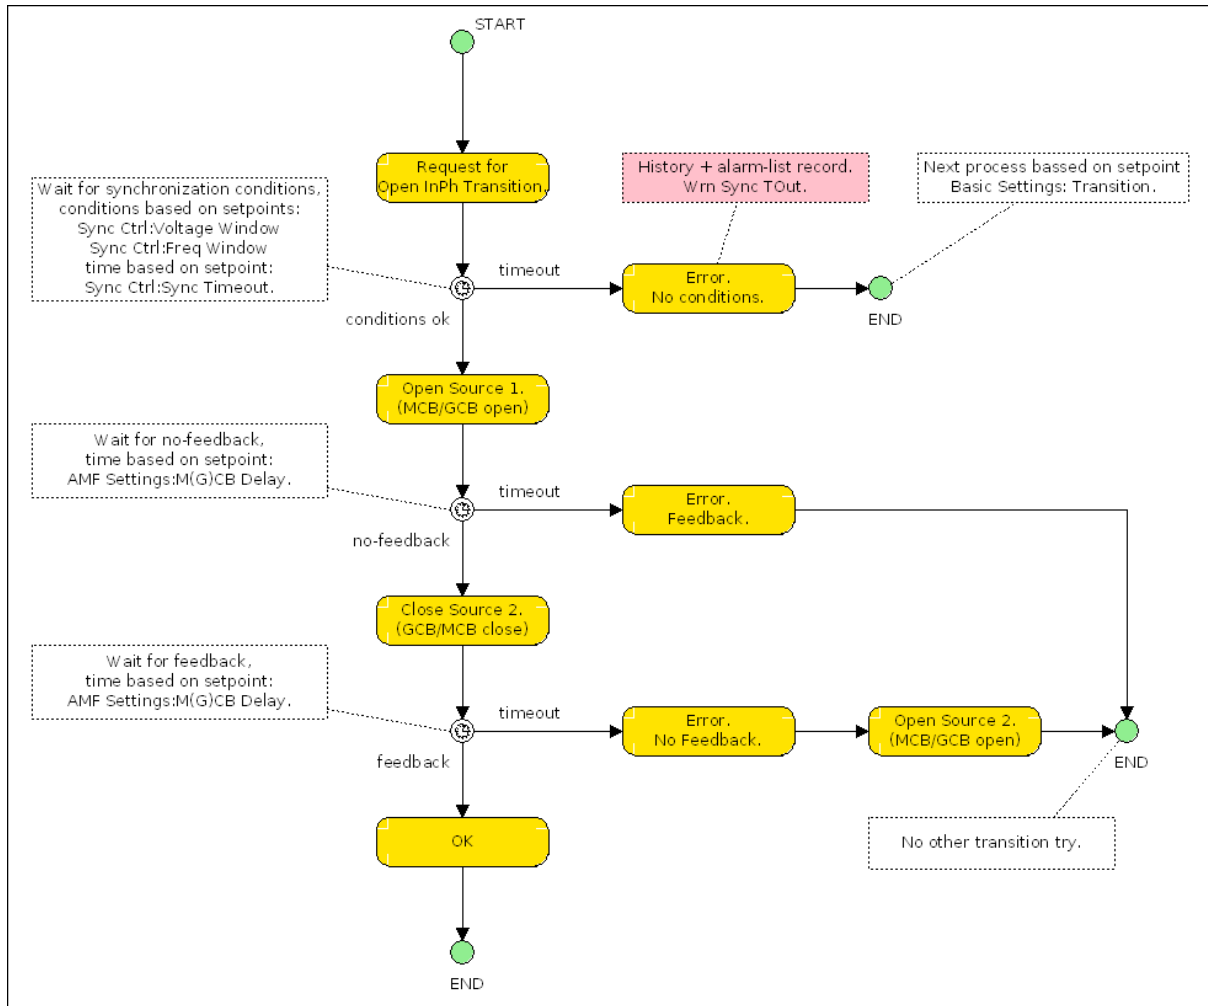 START
Request for
Open InPh Transition.
Wait for synchronization conditions,
conditions based on setpoints:
Sync Ctrl:Voltage Window
Sync Ctrl:Freq Window
time based on setpoint:
Sync Ctrl:Sync Timeout.
History + alarm-list record.
Wrn Sync TOut.
Next process bassed on setpoint
Basic Settings: Transition.
timeout
Error.
No conditions.
END
conditions ok
Open Source 1.
(MCB/GCB open)
Wait for no-feedback,
time based on setpoint:
AMF Settings:M(G)CB Delay.
timeout
Error.
Feedback.
no-feedback
Close Source 2.
(GCB/MCB close)
Wait for feedback,
time based on setpoint:
AMF Settings:M(G)CB Delay.
timeout
Error.
No Feedback.
Open Source 2.
(MCB/GCB open)
END
feedback
OK
No other transition try.
END